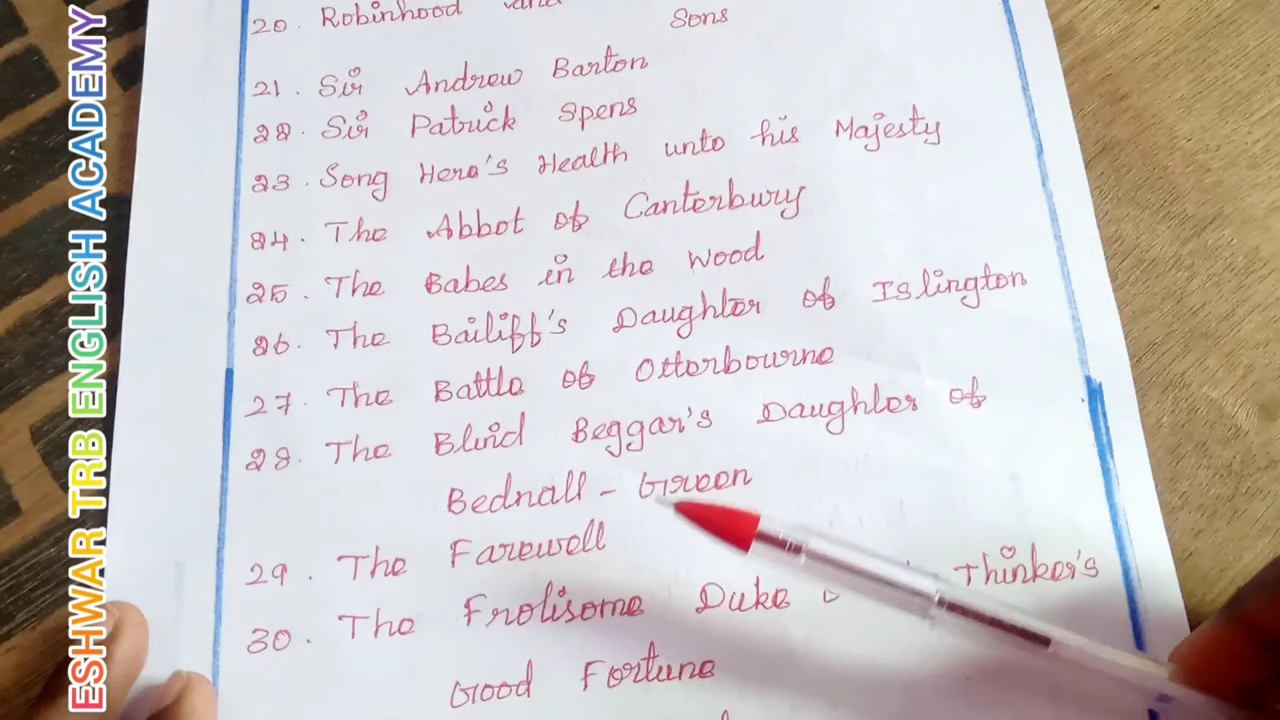 ESHWAR TRB ENGLISH ACADEMY
20. Robinhood
Sons
21. Sir Andrew Barton
22. Sir Patrick Spens
23. Song Here's Health unto his Majesty
24. The Abbot of Canterbury
25. The Babes in the Wood
26. The Bailiff's Daughter of Islington
27. The Battle of Otterbourne
28. The Blind Beggar's Daughter of
Bednall - Green
29. The Farewell
30. The Frolisome Duke Thinker's
Good Fortune